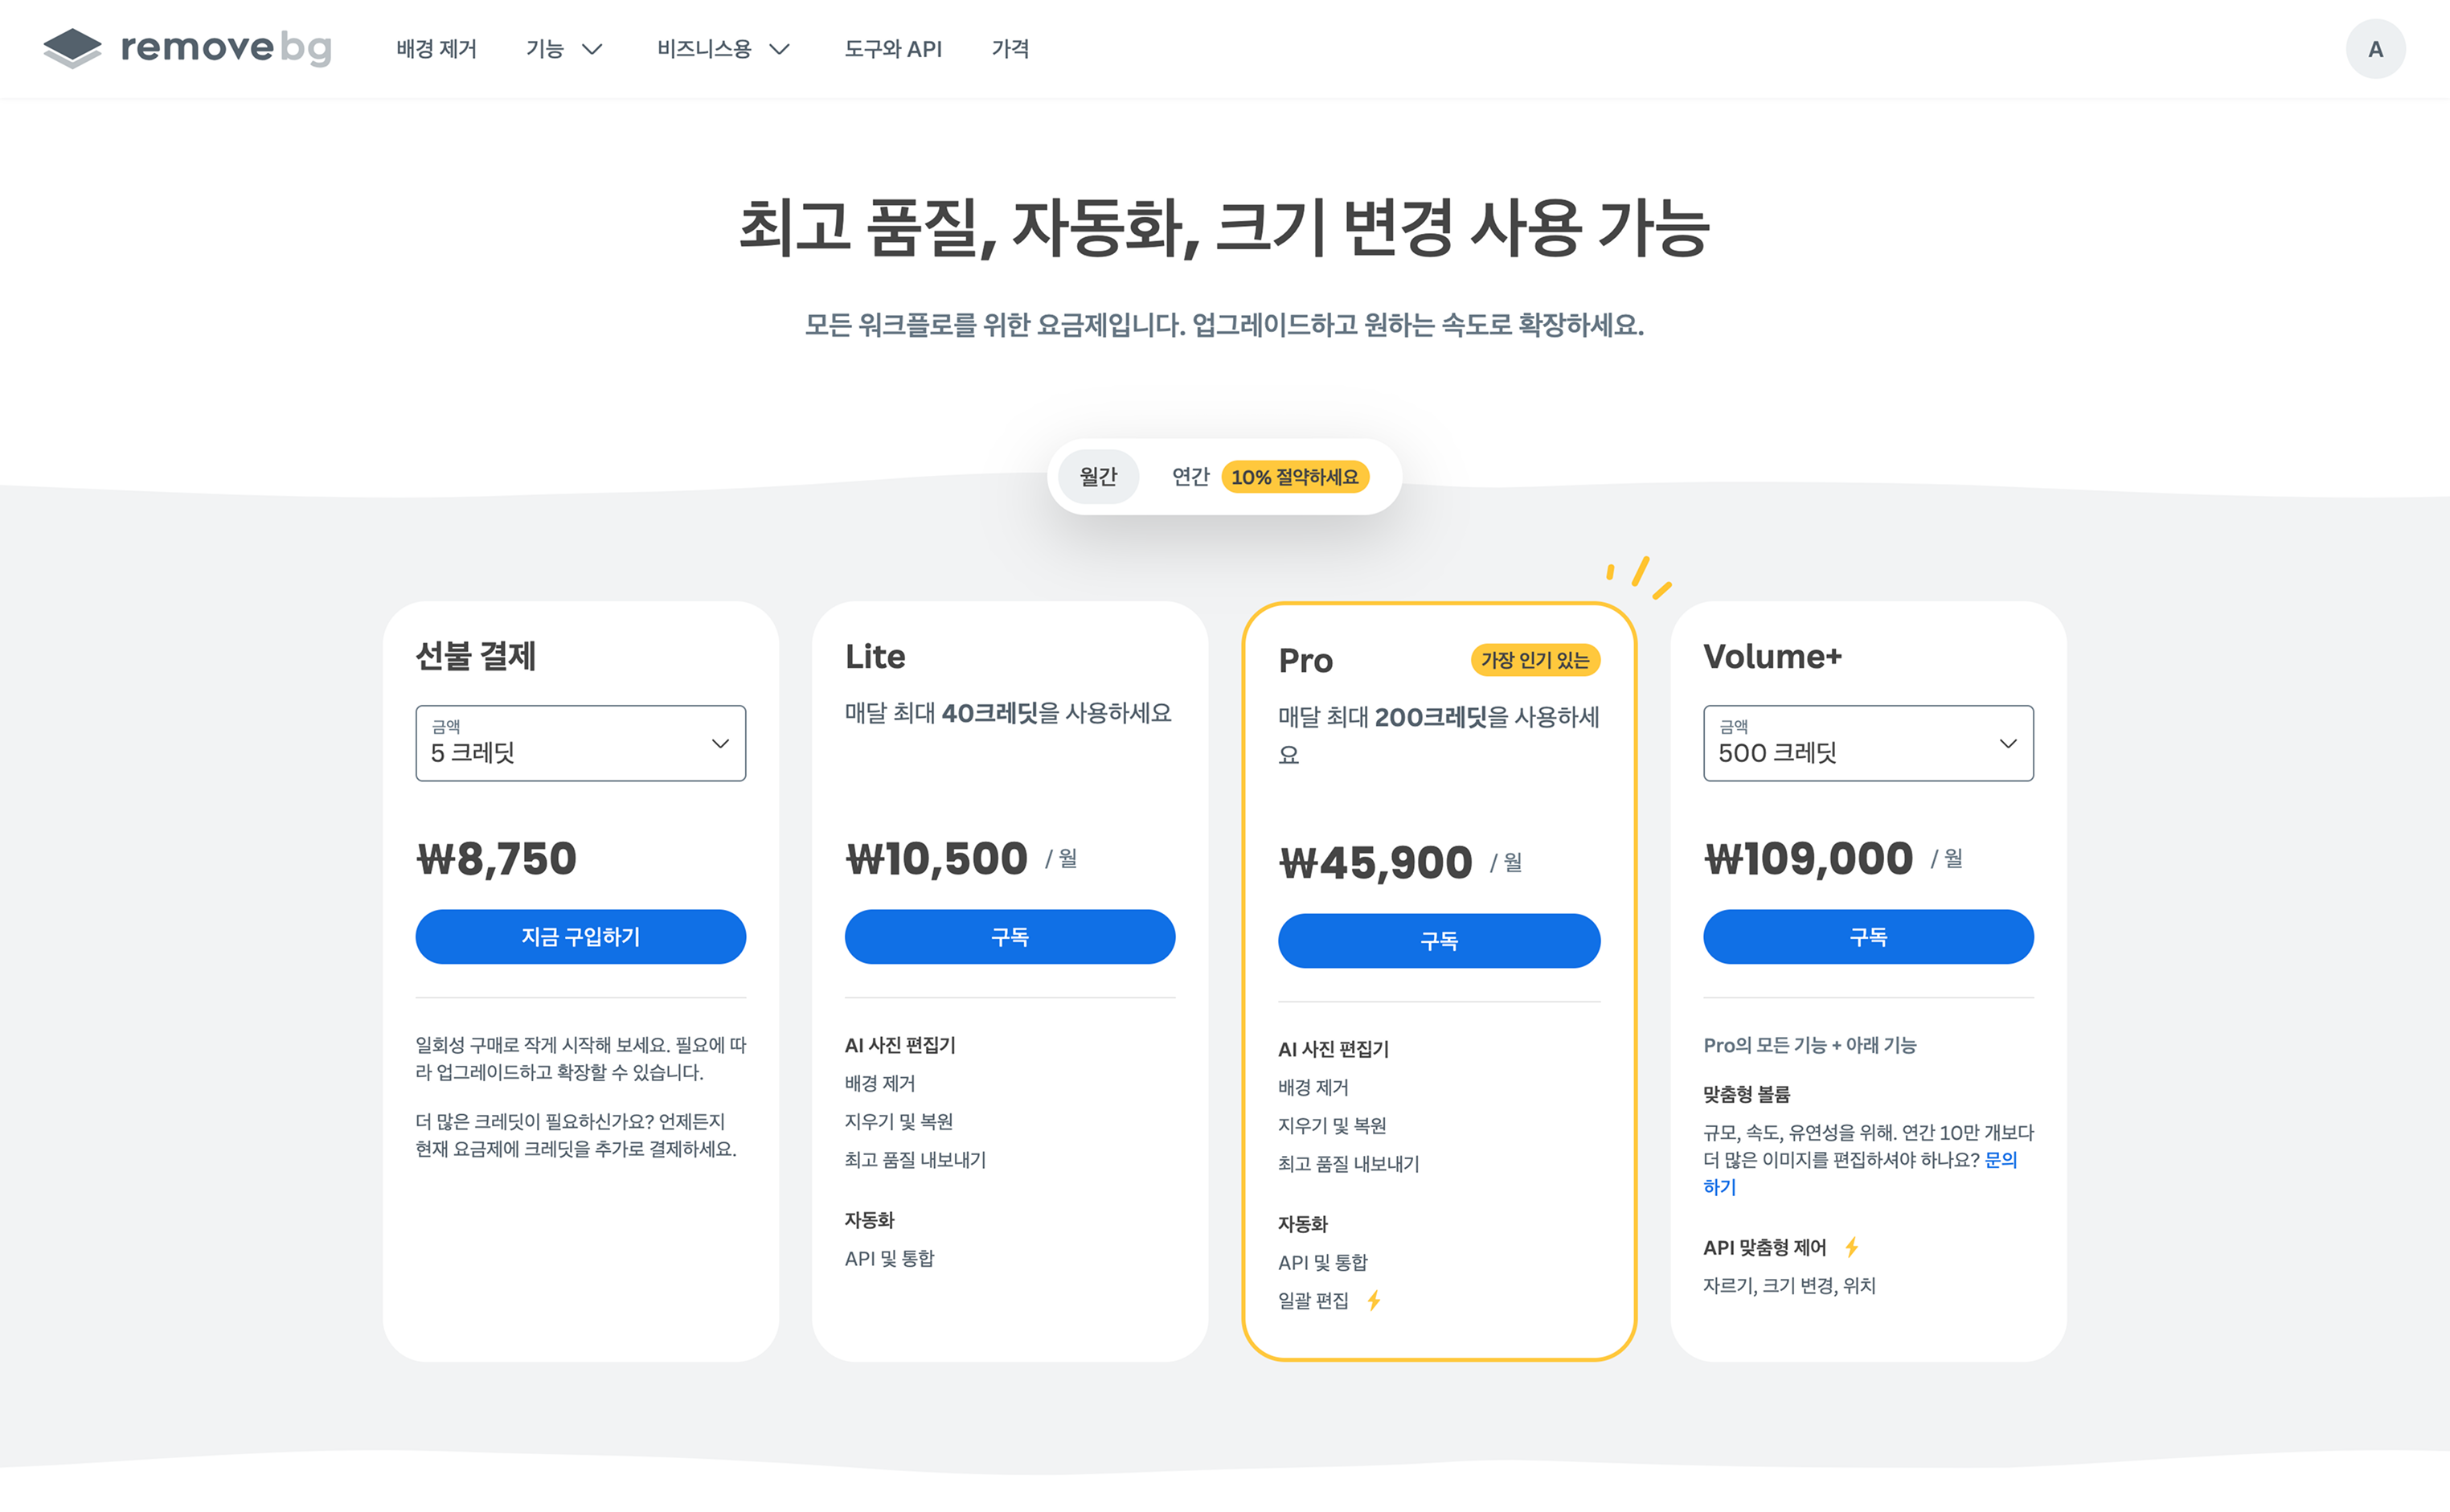 removebg
배경 제거
기능
비즈니스용
도구와 API
가격
A
최고 품질, 자동화, 크기 변경 사용 가능
모든 워크플로를 위한 요금제입니다. 업그레이드하고 원하는 속도로 확장하세요.
월간
연간
10% 절약하세요
선불 결제
금액
5 크레딧
₩8,750
지금 구입하기
일회성 구매로 작게 시작해 보세요. 필요에 따
라 업그레이드하고 확장할 수 있습니다.
더 많은 크레딧이 필요하신가요? 언제든지
현재 요금제에 크레딧을 추가로 결제하세요.
Lite
매달 최대 40크레딧을 사용하세요
₩10,500 / 월
구독
AI 사진 편집기
배경 제거
지우기 및 복원
최고 품질 내보내기
자동화
API 및 통합
Pro
가장 인기 있는
매달 최대 200크레딧을 사용하세
요
₩45,900 / 월
구독
AI 사진 편집기
배경 제거
지우기 및 복원
최고 품질 내보내기
자동화
API 및 통합
일괄 편집
Volume+
금액
500 크레딧
₩109,000 / 월
구독
Pro의 모든 기능 + 아래 기능
맞춤형 볼륨
규모, 속도, 유연성을 위해. 연간 10만 개보다
더 많은 이미지를 편집하셔야 하나요? 문의
하기
API 맞춤형 제어
자르기, 크기 변경, 위치